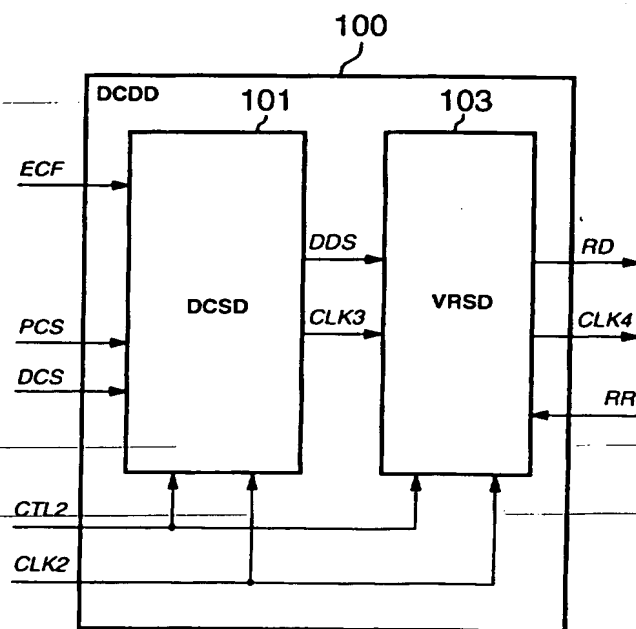 100
DCDD
101
103
ECF
DDS
RD
DCSD
VRSD
PCS
CLK3
CLK4
DCS
RR
CTL2
CLK2